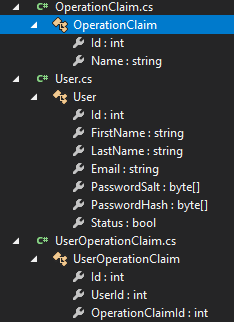 C# OperationClaim.cs
OperationClaim
Id : int
Name : string
C# User.cs
User
Id : int
FirstName : string
LastName : string
Email : string
PasswordSalt : byte[]
PasswordHash : byte[]
Status : bool
C# UserOperationClaim.cs
UserOperationClaim
Id : int
UserId : int
OperationClaimId : int